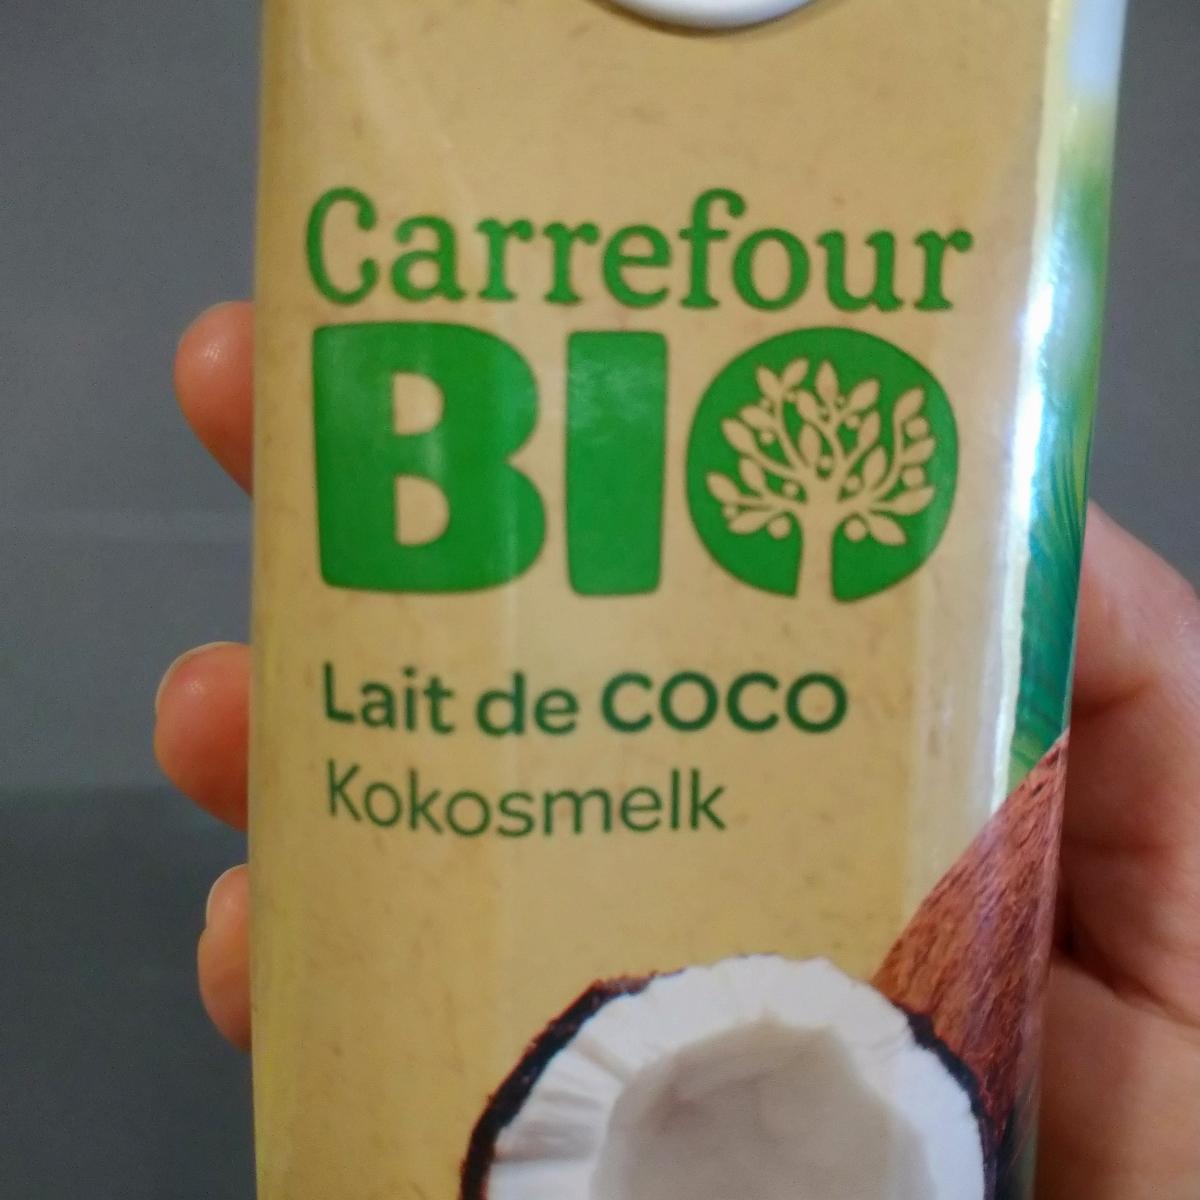 Carrefour
BIO
Lait de COCO
Kokosmelk